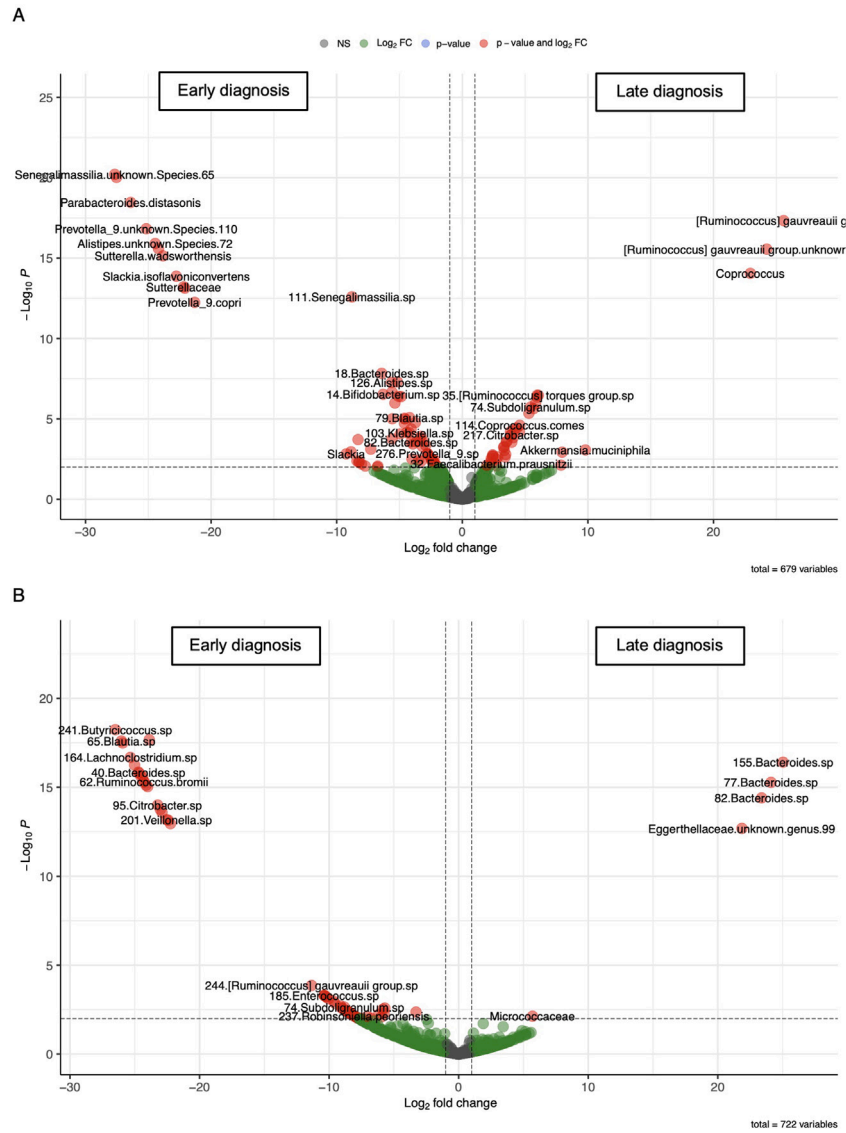 A
NS Log₂ FC p-value p – value and log₂ FC
Early diagnosis Late diagnosis
25
Senegalimassilia.unknown.Species.65
Parabacteroides.distasonis
[Ruminococcus] gauvreauii g
Prevotella_9.unknown.Species.110
Alistipes.unknown.Species.72
[Ruminococcus] gauvreauii group.unknow
Sutterella.wadsworthensis
15
Coprococcus
Slackia.isoflavoniconvertens
Sutterellaceae
111.Senegalimassilia.sp
Prevotella_9.copri
– Log₁₀ P
10
18.Bacteroides.sp
126.Alistipes.sp
14.Bifidobacterium.sp 35.[Ruminococcus] torques group.sp
74.Subdoligranulum.sp
5
79.Blautia.sp
114.Coprococcus.comes
103.Klebsiella.sp 217.Citrobacter.sp
82.Bacteroides.sp
Akkermansia.muciniphila
Slackia 276.Prevotella_9.sp
32.Faecalibacterium.prausnitzii
0
−30 −20 −10 0 10 20
Log₂ fold change
total = 679 variables
B
Early diagnosis Late diagnosis
20
241.Butyricicoccus.sp
65.Blautia.sp
164.Lachnoclostridium.sp
155.Bacteroides.sp
40.Bacteroides.sp
62.Ruminococcus.bromii
77.Bacteroides.sp
15
82.Bacteroides.sp
95.Citrobacter.sp
201.Veillonella.sp
Eggerthellaceae.unknown.genus.99
– Log₁₀ P
10
5
244.[Ruminococcus] gauvreauii group.sp
185.Enterococcus.sp
74.Subdoligranulum.sp
237.Robinsoniella.peoriensis Micrococcaceae
0
−30 −20 −10 0 10 20
Log₂ fold change
total = 722 variables